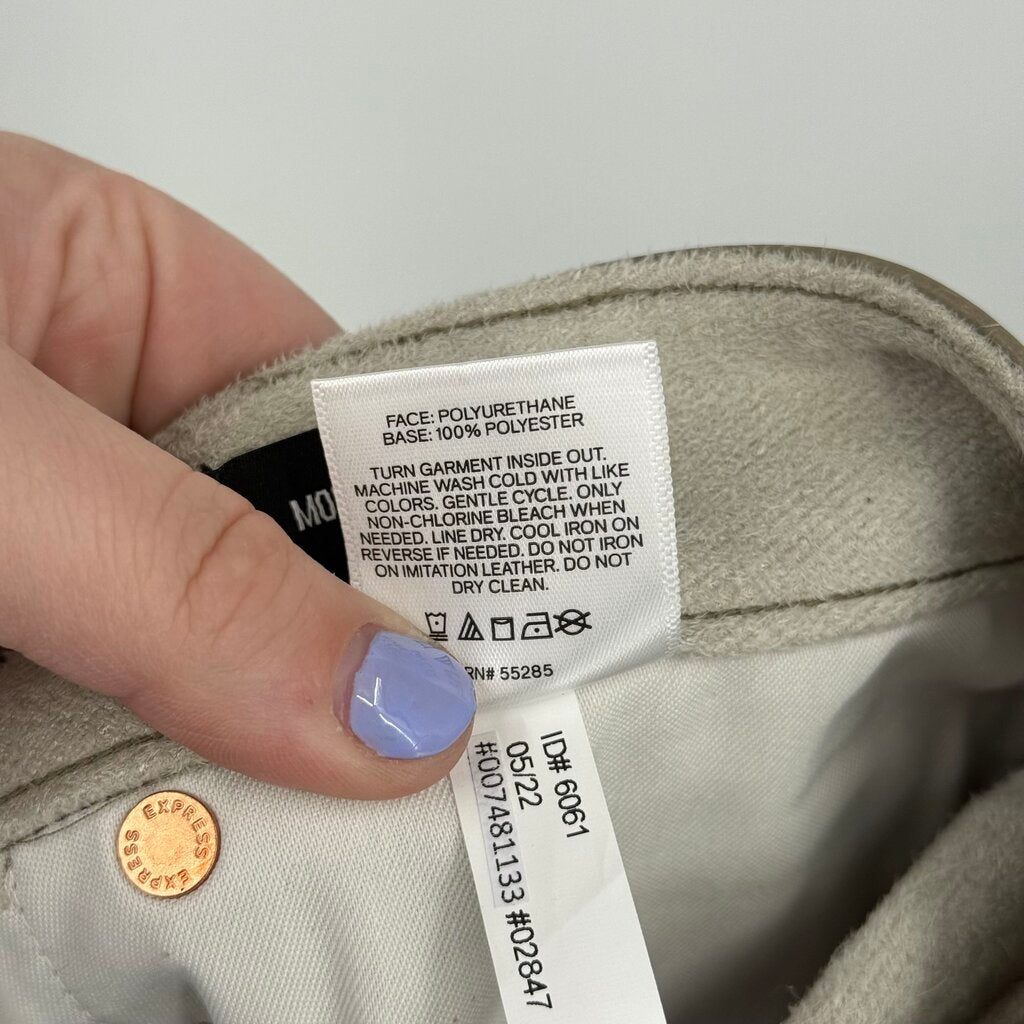 FACE: POLYURETHANE
BASE: 100% POLYESTER
TURN GARMENT INSIDE OUT.
MACHINE WASH COLD WITH LIKE
COLORS. GENTLE CYCLE. ONLY
NON-CHLORINE BLEACH WHEN
NEEDED. LINE DRY. COOL IRON ON
REVERSE IF NEEDED. DO NOT IRON
ON IMITATION LEATHER. DO NOT
DRY CLEAN.
RN# 55285
ID# 6061
05/22
#007481133 #02847
EXPRESS EXPRESS